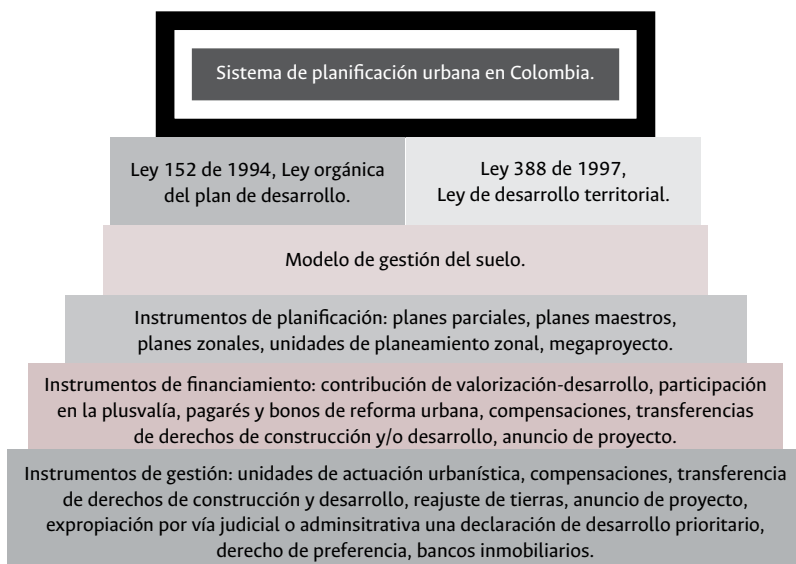 Sistema de planificación urbana en Colombia.
Ley 152 de 1994, Ley orgánica
del plan de desarrollo.
Ley 388 de 1997,
Ley de desarrollo territorial.
Modelo de gestión del suelo.
Instrumentos de planificación: planes parciales, planes maestros,
planes zonales, unidades de planeamiento zonal, megaproyecto.
Instrumentos de financiamiento: contribución de valorización-desarrollo, participación
en la plusvalía, pagarés y bonos de reforma urbana, compensaciones, transferencias
de derechos de construcción y/o desarrollo, anuncio de proyecto.
Instrumentos de gestión: unidades de actuación urbanística, compensaciones, transferencia
de derechos de construcción y desarrollo, reajuste de tierras, anuncio de proyecto,
expropiación por vía judicial o adminsitrativa una declaración de desarrollo prioritario,
derecho de preferencia, bancos inmobiliarios.